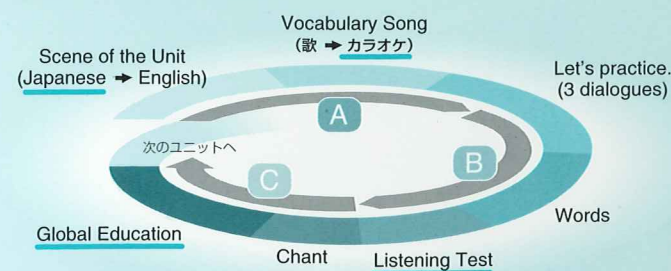 Vocabulary Song
(歌 ➔ カラオケ)
Scene of the Unit
(Japanese ➔ English)
Let's practice.
(3 dialogues)
A
次のユニットへ
B
C
Words
Global Education
Chant
Listening Test